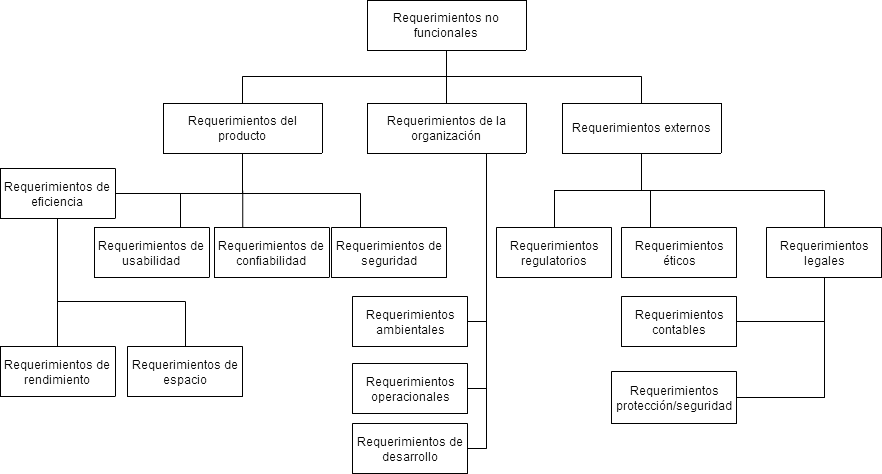 Requerimientos no
funcionales
Requerimientos del
producto
Requerimientos de la
organización
Requerimientos externos
Requerimientos de
eficiencia
Requerimientos de
usabilidad
Requerimientos de
confiabilidad
Requerimientos de
seguridad
Requerimientos
regulatorios
Requerimientos
éticos
Requerimientos
legales
Requerimientos
ambientales
Requerimientos
contables
Requerimientos de
rendimiento
Requerimientos de
espacio
Requerimientos
operacionales
Requerimientos
protección/seguridad
Requerimientos de
desarrollo